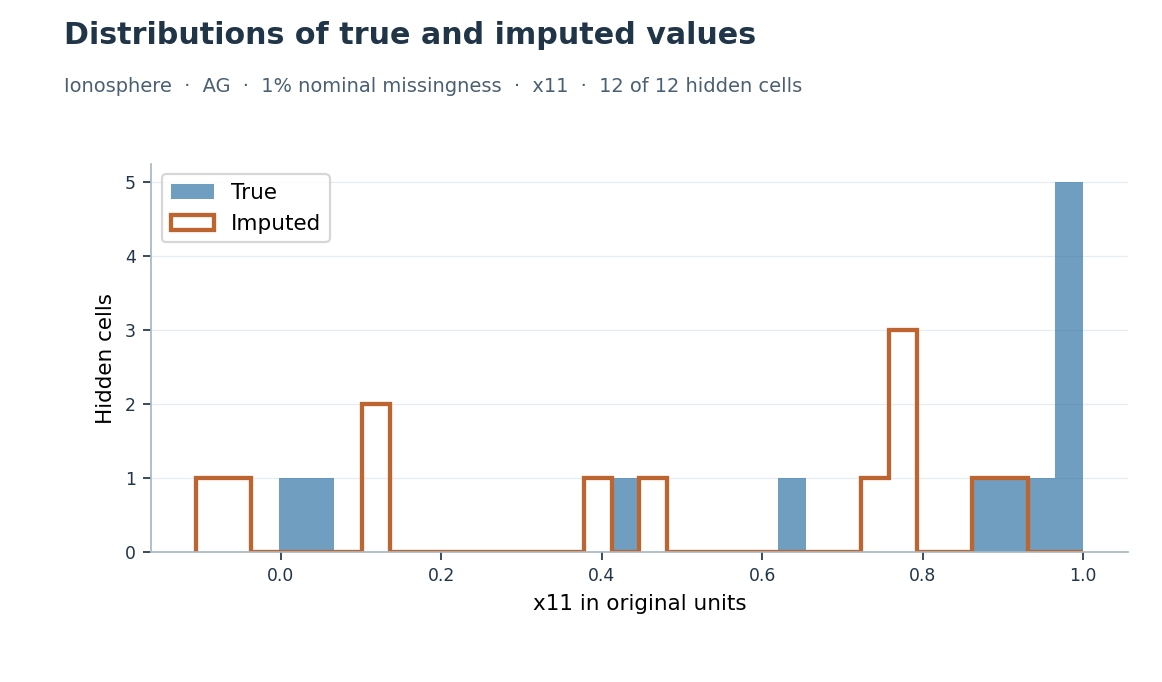 Distributions of true and imputed values
Ionosphere · AG · 1% nominal missingness · x11 · 12 of 12 hidden cells
True
Imputed
Hidden cells
5
4
3
2
1
0
0.0 0.2 0.4 0.6 0.8 1.0
x11 in original units